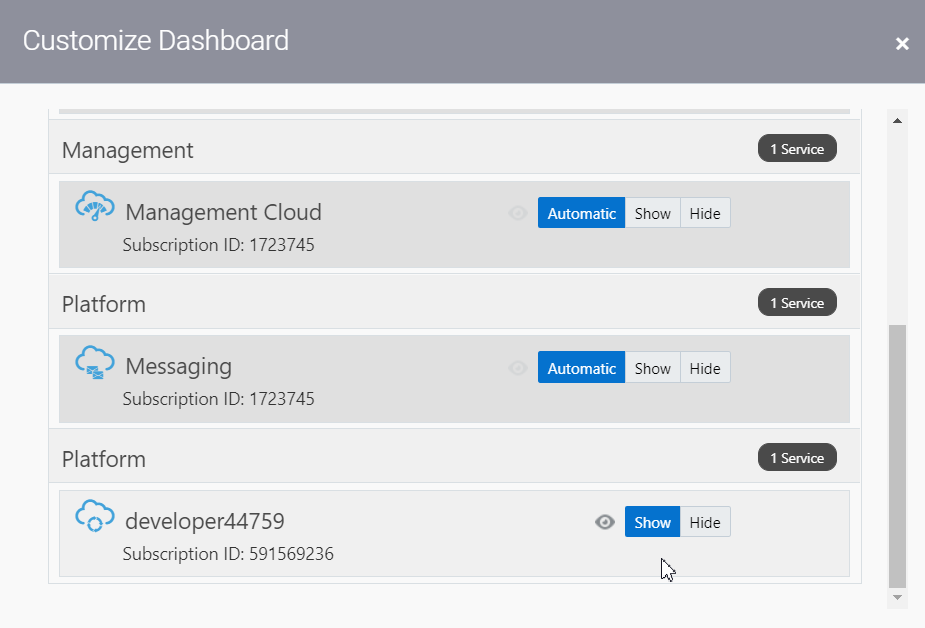 Customize Dashboard ×
Management 1 Service
Management Cloud Automatic Show Hide
Subscription ID: 1723745
Platform 1 Service
Messaging Automatic Show Hide
Subscription ID: 1723745
Platform 1 Service
developer44759 Show Hide
Subscription ID: 591569236